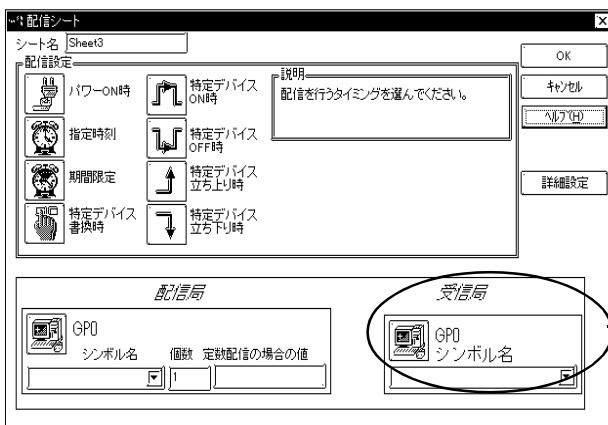 配信シート
シート名 Sheet3
配信設定
パワーON時
特定デバイス
ON時
指定時刻
特定デバイス
OFF時
期間限定
特定デバイス
立ち上り時
特定デバイス
書換時
特定デバイス
立ち下り時
説明
配信を行うタイミングを選んでください。
OK
キャンセル
ヘルプ(H)
詳細設定
配信局
GP0
シンボル名 個数 定数配信の場合の値
1
受信局
GP0
シンボル名